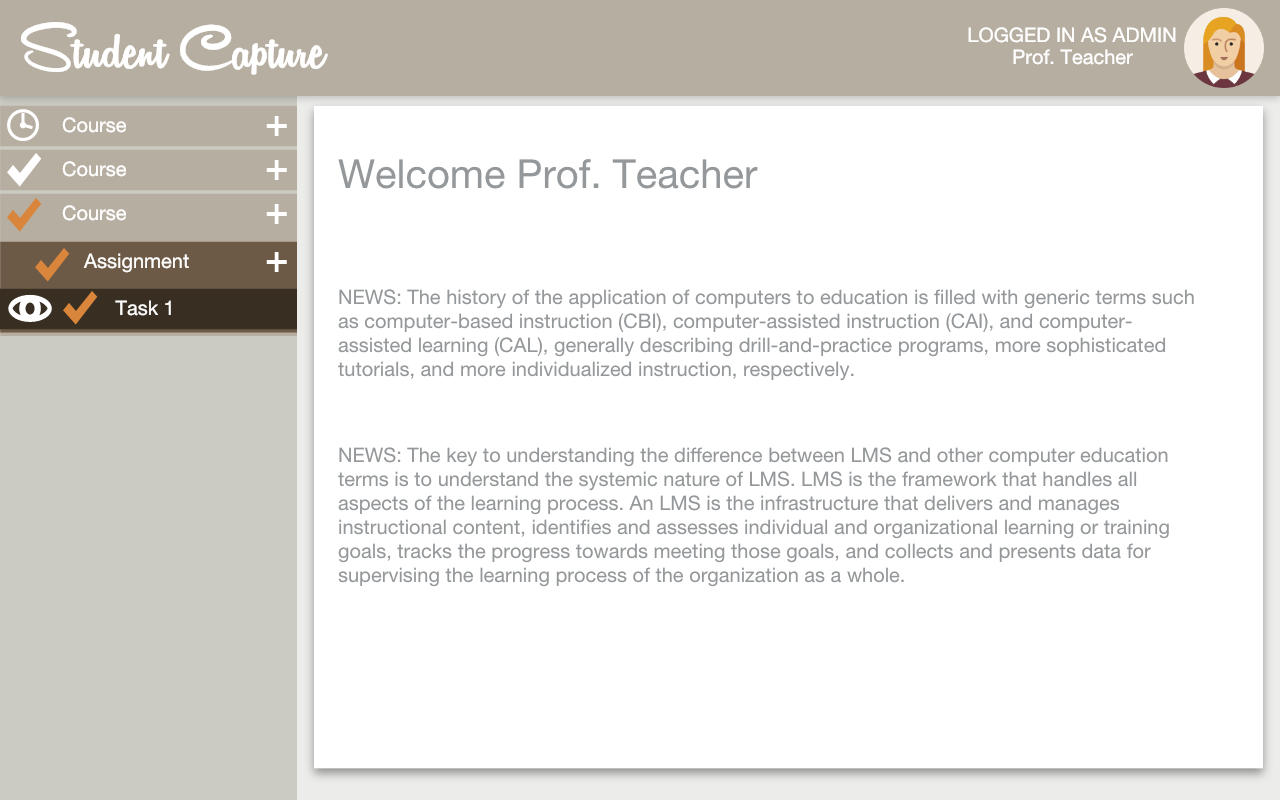 Student Capture
LOGGED IN AS ADMIN
Prof. Teacher
Course
Course
Course
Assignment
Task 1
Welcome Prof. Teacher
NEWS: The history of the application of computers to education is filled with generic terms such
as computer-based instruction (CBI), computer-assisted instruction (CAI), and computer-
assisted learning (CAL), generally describing drill-and-practice programs, more sophisticated
tutorials, and more individualized instruction, respectively.
NEWS: The key to understanding the difference between LMS and other computer education
terms is to understand the systemic nature of LMS. LMS is the framework that handles all
aspects of the learning process. An LMS is the infrastructure that delivers and manages
instructional content, identifies and assesses individual and organizational learning or training
goals, tracks the progress towards meeting those goals, and collects and presents data for
supervising the learning process of the organization as a whole.